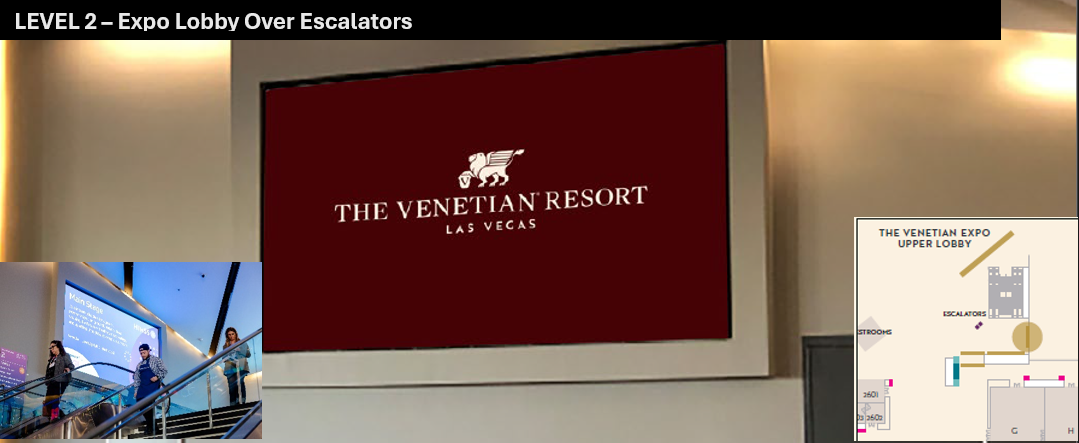 LEVEL 2 – Expo Lobby Over Escalators
THE VENETIAN® RESORT
LAS VEGAS
Main Stage
THE VENETIAN EXPO
UPPER LOBBY
ESCALATORS
STROOMS
2601
G
H